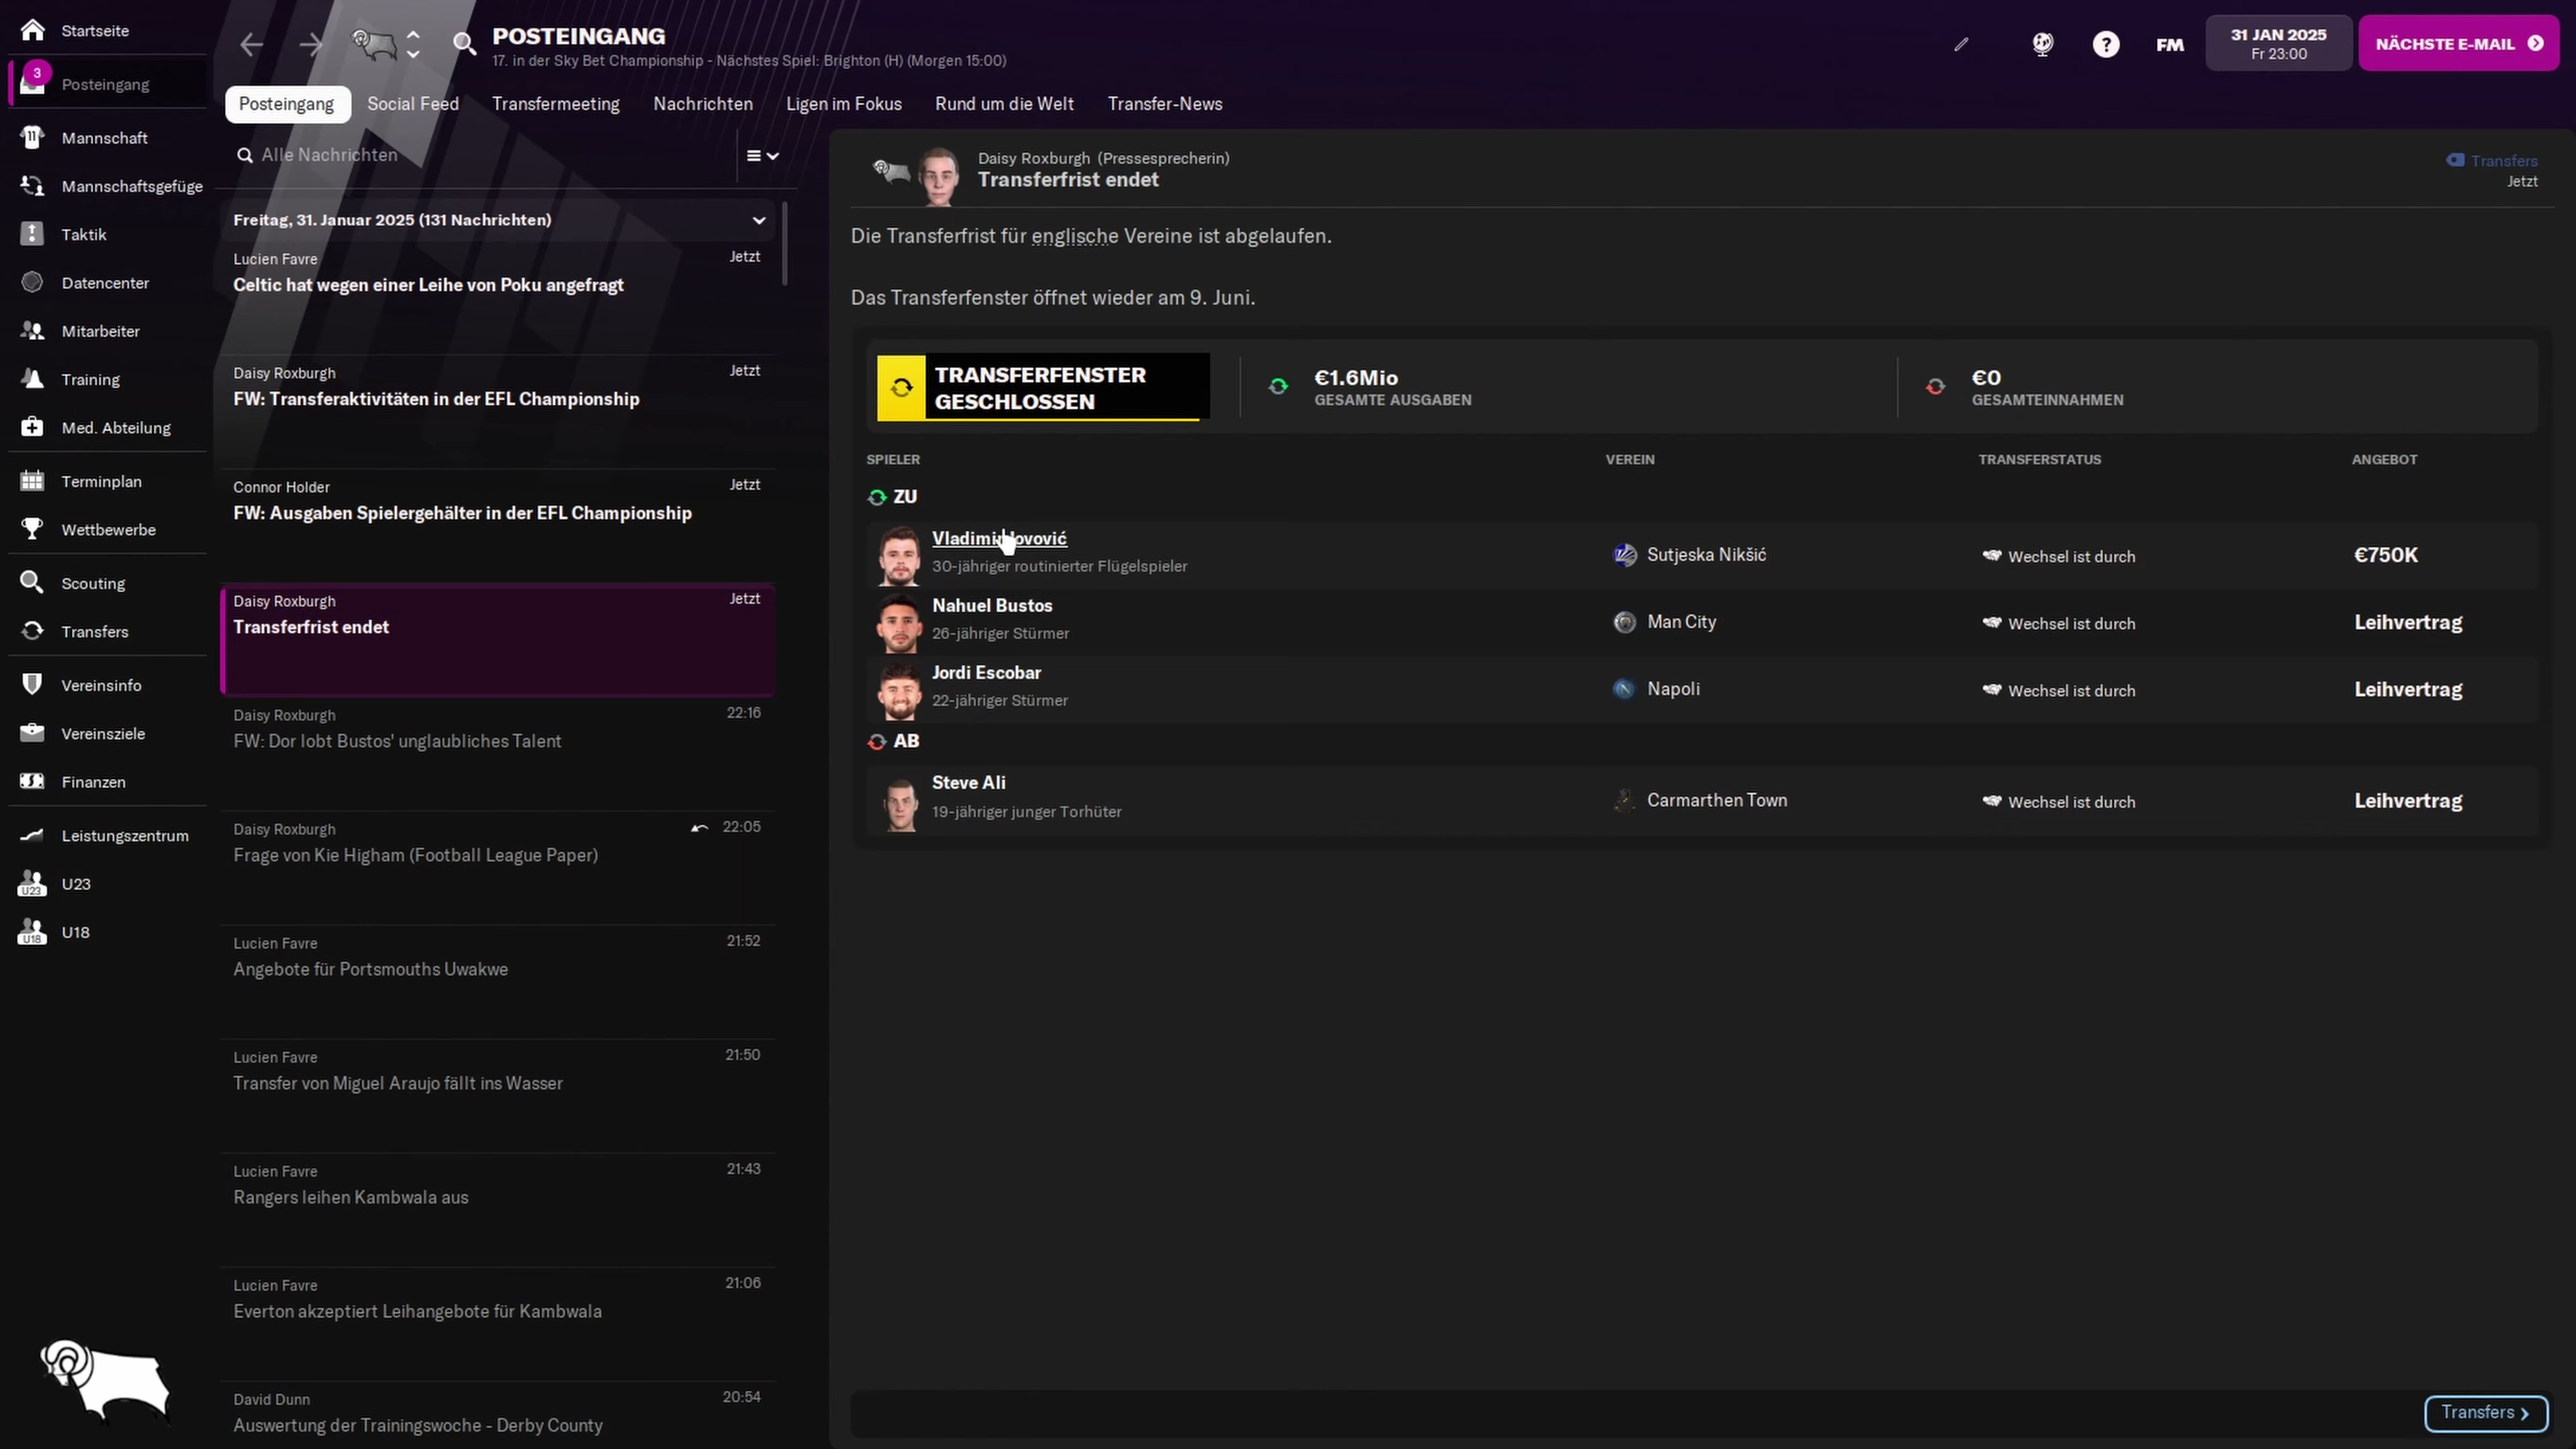 Startseite
3
Posteingang
Mannschaft
Mannschaftsgefüge
Taktik
Datencenter
Mitarbeiter
Training
Med. Abteilung
Terminplan
Wettbewerbe
Scouting
Transfers
Vereinsinfo
Vereinsziele
Finanzen
Leistungszentrum
U23
U23
U18
U18
POSTEINGANG
17. in der Sky Bet Championship - Nächstes Spiel: Brighton (H) (Morgen 15:00)
FM
31 JAN 2025
Fr 23:00
NÄCHSTE E-MAIL
Posteingang Social Feed Transfermeeting Nachrichten Ligen im Fokus Rund um die Welt Transfer-News
Alle Nachrichten
Freitag, 31. Januar 2025 (131 Nachrichten)
Lucien Favre Jetzt
Celtic hat wegen einer Leihe von Poku angefragt
Daisy Roxburgh Jetzt
FW: Transferaktivitäten in der EFL Championship
Connor Holder Jetzt
FW: Ausgaben Spielergehälter in der EFL Championship
Daisy Roxburgh Jetzt
Transferfrist endet
Daisy Roxburgh 22:16
FW: Dor lobt Bustos' unglaubliches Talent
Daisy Roxburgh 22:05
Frage von Kie Higham (Football League Paper)
Lucien Favre 21:52
Angebote für Portsmouths Uwakwe
Lucien Favre 21:50
Transfer von Miguel Araujo fällt ins Wasser
Lucien Favre 21:43
Rangers leihen Kambwala aus
Lucien Favre 21:06
Everton akzeptiert Leihangebote für Kambwala
David Dunn 20:54
Auswertung der Trainingswoche - Derby County
Daisy Roxburgh (Pressesprecherin)
Transferfrist endet
Transfers
Jetzt
Die Transferfrist für englische Vereine ist abgelaufen.
Das Transferfenster öffnet wieder am 9. Juni.
TRANSFERFENSTER
GESCHLOSSEN
€1.6Mio
GESAMTE AUSGABEN
€0
GESAMTEINNAHMEN
SPIELER VEREIN TRANSFERSTATUS ANGEBOT
ZU
Vladimir Jovović
30-jähriger routinierter Flügelspieler
Sutjeska Nikšić Wechsel ist durch €750K
Nahuel Bustos
26-jähriger Stürmer
Man City Wechsel ist durch Leihvertrag
Jordi Escobar
22-jähriger Stürmer
Napoli Wechsel ist durch Leihvertrag
AB
Steve Ali
19-jähriger junger Torhüter
Carmarthen Town Wechsel ist durch Leihvertrag
Transfers